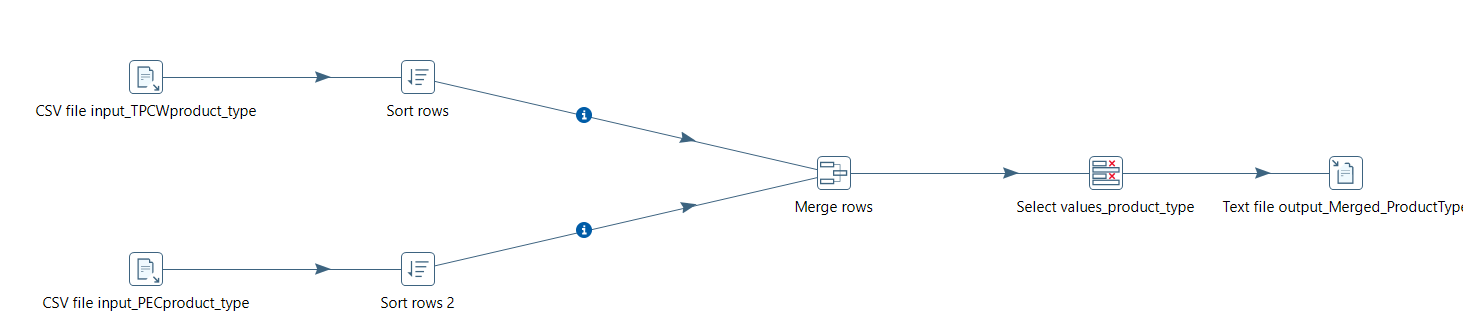 CSV file input_TPCWproduct_type
Sort rows
Merge rows
Select values_product_type
Text file output_Merged_ProductType
CSV file input_PECproduct_type
Sort rows 2